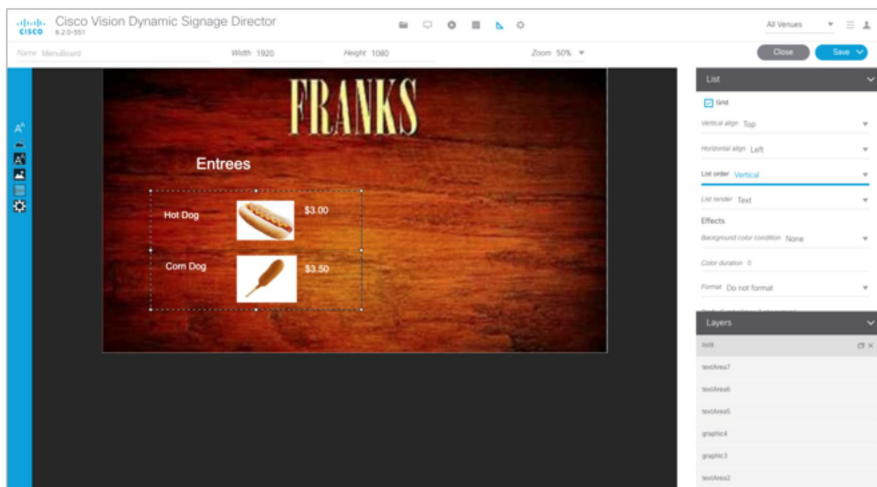 CISCO
Cisco Vision Dynamic Signage Director
6.2.0-551
All Venues
Name MenuBoard
Width 1920
Height 1080
Zoom 50%
Close
Save
FRANKS
Entrees
Hot Dog
$3.00
Corn Dog
$3.50
List
Grid
Vertical align Top
Horizontal align Left
List order Vertical
List render Text
Effects
Background color condition None
Color duration 0
Format Do not format
Layers
textArea7
textArea6
textArea5
graphic4
graphic3
textArea2